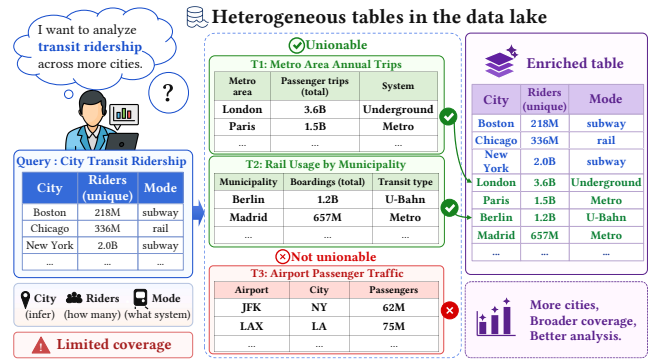 Heterogeneous tables in the data lake
I want to analyze
transit ridership
across more cities.
?
Query : City Transit Ridership
City Riders (unique) Mode
Boston 218M subway
Chicago 336M rail
New York 2.0B subway
... ... ...
City Riders Mode
(infer) (how many) (what system)
Limited coverage
Unionable
T1: Metro Area Annual Trips
Metro area Passenger trips (total) System
London 3.6B Underground
Paris 1.5B Metro
... ... ...
T2: Rail Usage by Municipality
Municipality Boardings (total) Transit type
Berlin 1.2B U-Bahn
Madrid 657M Metro
... ... ...
Not unionable
T3: Airport Passenger Traffic
Airport City Passengers
JFK NY 62M
LAX LA 75M
... ... ...
Enriched table
City Riders (unique) Mode
Boston 218M subway
Chicago 336M rail
New York 2.0B subway
London 3.6B Underground
Paris 1.5B Metro
Berlin 1.2B U-Bahn
Madrid 657M Metro
... ... ...
More cities,
Broader coverage,
Better analysis.